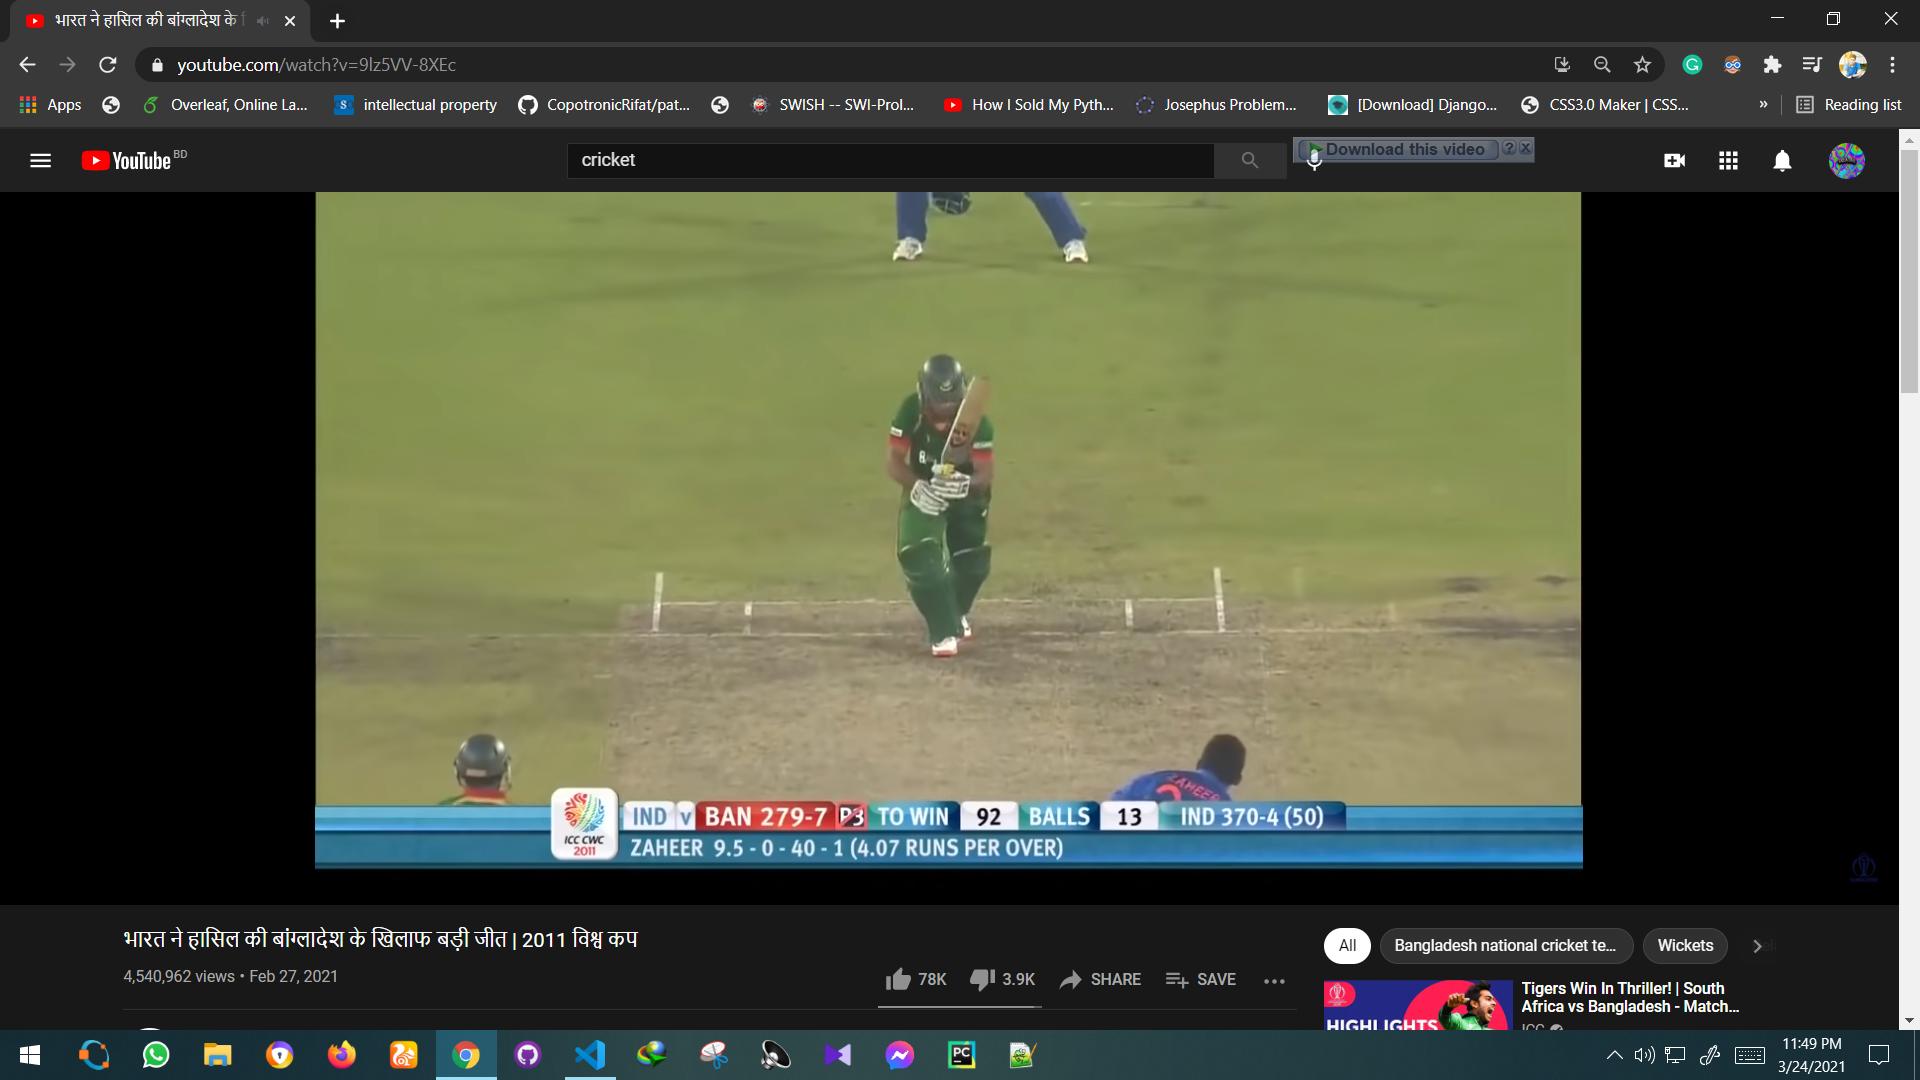 भारत ने हासिल की बांग्लादेश के
youtube.com/watch?v=9lz5VV-8XEc
Apps
Overleaf, Online La...
intellectual property
CopotronicRifat/pat...
SWISH -- SWI-Prol...
How I Sold My Pyth...
Josephus Problem...
[Download] Django...
CSS3.0 Maker | CSS...
»
Reading list
YouTube BD
cricket
Download this video
ZAHEER
ICC CWC
2011
IND v BAN 279-7 P3 TO WIN 92 BALLS 13 IND 370-4 (50)
ZAHEER 9.5 - 0 - 40 - 1 (4.07 RUNS PER OVER)
भारत ने हासिल की बांग्लादेश के खिलाफ बड़ी जीत | 2011 विश्व कप
4,540,962 views • Feb 27, 2021
78K
3.9K
SHARE
SAVE
All
Bangladesh national cricket te...
Wickets
HIGHLIGHTS
Tigers Win In Thriller! | South
Africa vs Bangladesh - Match...
ICC
PC
11:49 PM
3/24/2021